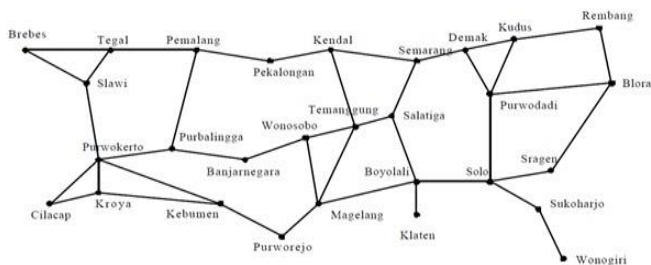 Rembang
Kudus
Brebes
Tegal
Pemalang
Kendal
Semarang
Demak
Pekalongan
Slawi
Blora
Temanggung
Purwodadi
Salatiga
Wonosobo
Purbalingga
Purwokerto
Banjarnegara
Boyolali
Solo
Sragen
Cilacap
Kroya
Kebumen
Magelang
Sukoharjo
Klaten
Purworejo
Wonogiri